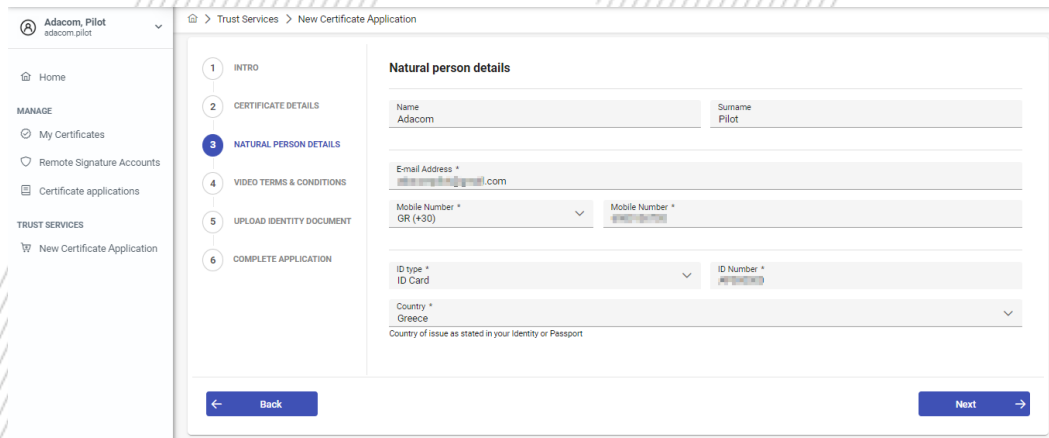 Adacom, Pilot
adacom.pilot
Trust Services > New Certificate Application
Home
MANAGE
My Certificates
Remote Signature Accounts
Certificate applications
TRUST SERVICES
New Certificate Application
1 INTRO
2 CERTIFICATE DETAILS
3 NATURAL PERSON DETAILS
4 VIDEO TERMS & CONDITIONS
5 UPLOAD IDENTITY DOCUMENT
6 COMPLETE APPLICATION
Natural person details
Name
Adacom
Surname
Pilot
E-mail Address *
.com
Mobile Number *
GR (+30)
Mobile Number *
ID type *
ID Card
ID Number *
Country *
Greece
Country of issue as stated in your Identity or Passport
Back
Next